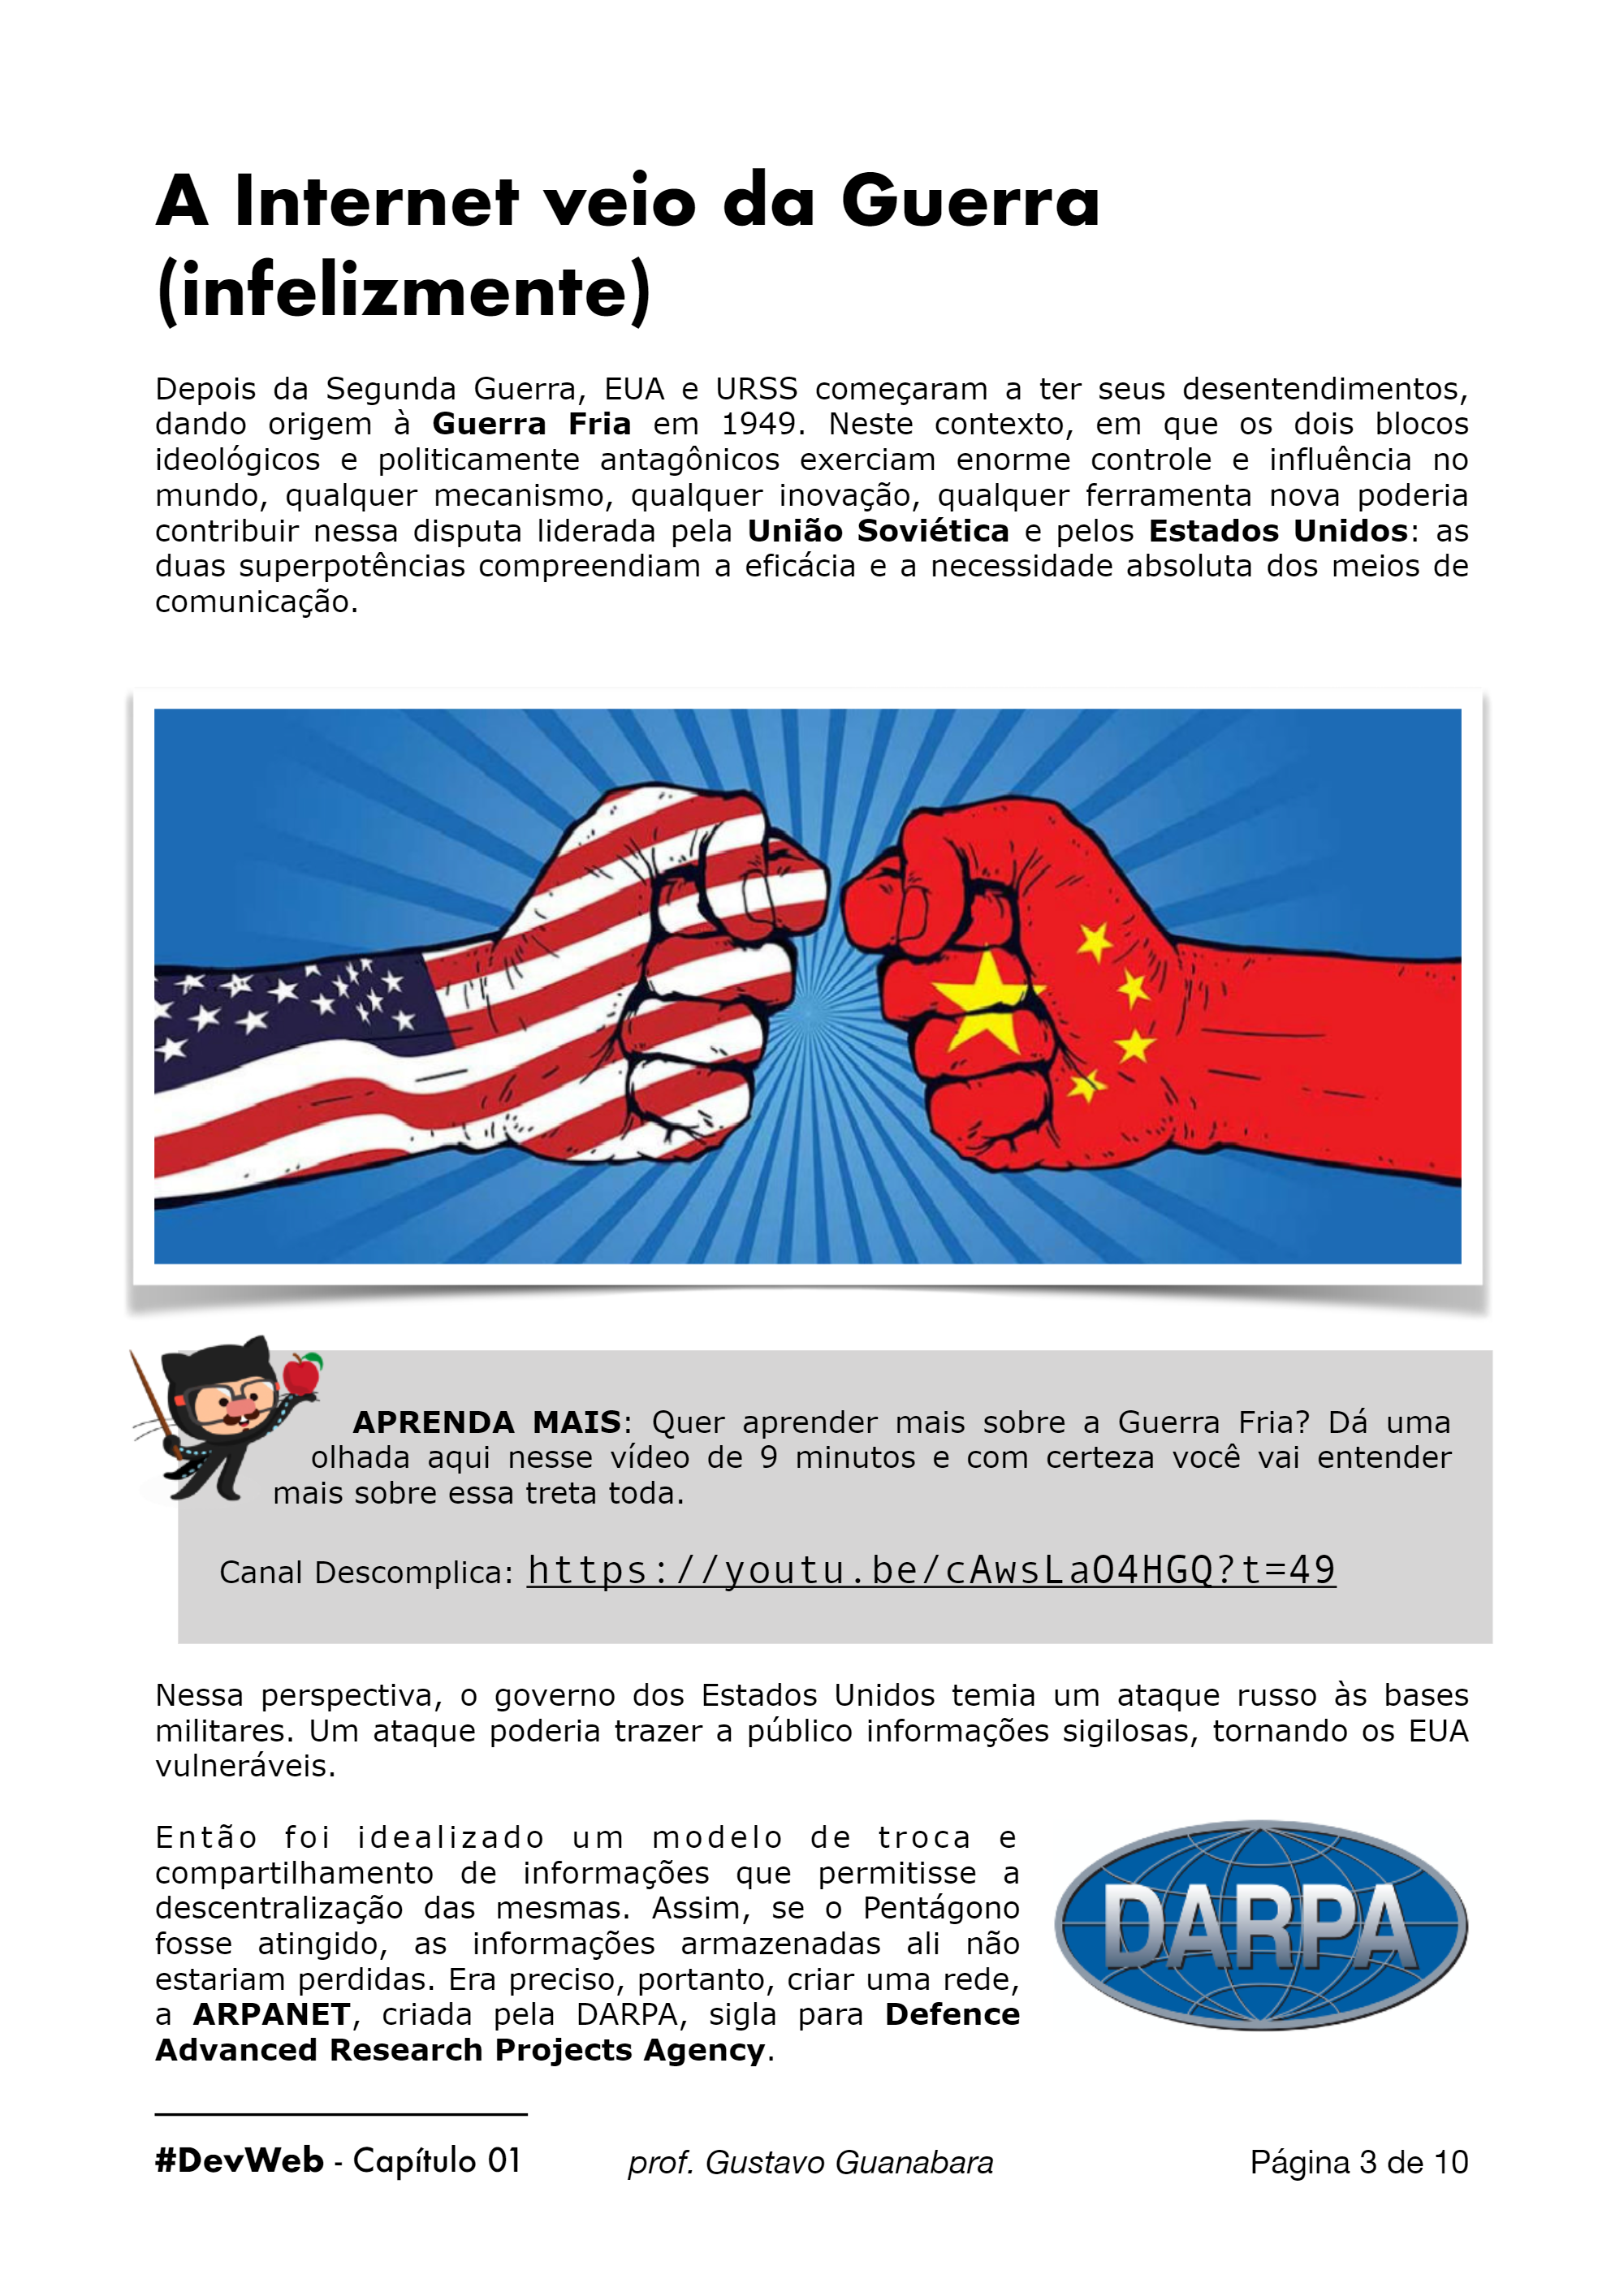 A Internet veio da Guerra
(infelizmente)
Depois da Segunda Guerra, EUA e URSS começaram a ter seus desentendimentos,
dando origem à Guerra Fria em 1949. Neste contexto, em que os dois blocos
ideológicos e politicamente antagônicos exerciam enorme controle e influência no
mundo, qualquer mecanismo, qualquer inovação, qualquer ferramenta nova poderia
contribuir nessa disputa liderada pela União Soviética e pelos Estados Unidos: as
duas superpotências compreendiam a eficácia e a necessidade absoluta dos meios de
comunicação.
APRENDA MAIS: Quer aprender mais sobre a Guerra Fria? Dá uma
olhada aqui nesse vídeo de 9 minutos e com certeza você vai entender
mais sobre essa treta toda.
Canal Descomplica: https://youtu.be/cAwsLaO4HGQ?t=49
Nessa perspectiva, o governo dos Estados Unidos temia um ataque russo às bases
militares. Um ataque poderia trazer a público informações sigilosas, tornando os EUA
vulneráveis.
Então foi idealizado um modelo de troca e
compartilhamento de informações que permitisse a
descentralização das mesmas. Assim, se o Pentágono
fosse atingido, as informações armazenadas ali não
estariam perdidas. Era preciso, portanto, criar uma rede,
a ARPANET, criada pela DARPA, sigla para Defence
Advanced Research Projects Agency.
DARPA
#DevWeb - Capítulo 01 prof. Gustavo Guanabara Página 3 de 10